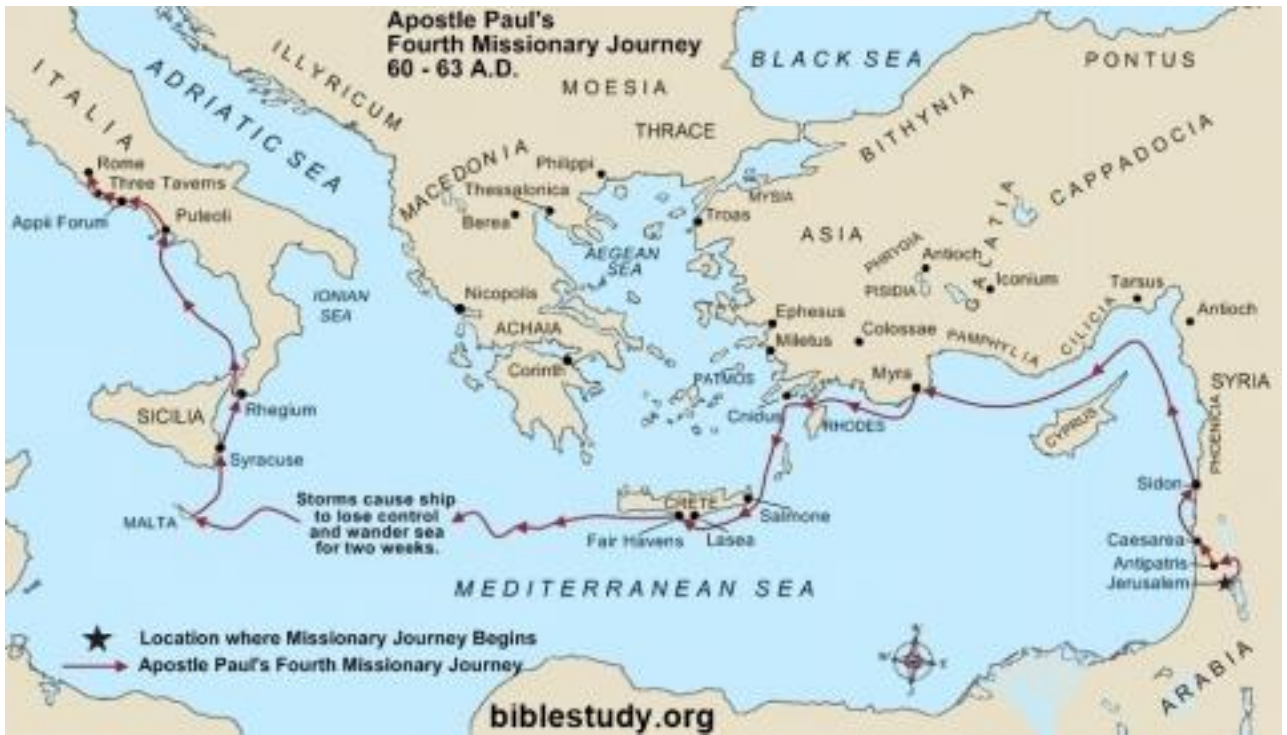 Apostle Paul's
Fourth Missionary Journey
60 - 63 A.D.
BLACK SEA
PONTUS
ITALIA
ADRIATIC SEA
ILLYRICUM
MOESIA
THRACE
BITHYNIA
CAPPADOCIA
MACEDONIA
Philippi
Rome
Three Taverns
Thessalonica
MYSIA
GALATIA
Appii Forum
Puteoli
Berea
Troas
ASIA
PHRYGIA
Antioch
AEGEAN
SEA
PISIDIA
Iconium
Tarsus
IONIAN
SEA
Nicopolis
Ephesus
CILICIA
Antioch
ACHAIA
Colossae
PAMPHYLIA
Miletus
Corinth
PATMOS
Myra
SYRIA
SICILIA
Rhegium
Cnidus
RHODES
CYPRUS
PHOENICIA
Syracuse
Sidon
MALTA
Storms cause ship
to lose control
and wander sea
for two weeks.
CRETE
Salmone
Fair Havens
Lasea
Caesarea
Antipatris
Jerusalem
MEDITERRANEAN SEA
Location where Missionary Journey Begins
Apostle Paul's Fourth Missionary Journey
ARABIA
biblestudy.org